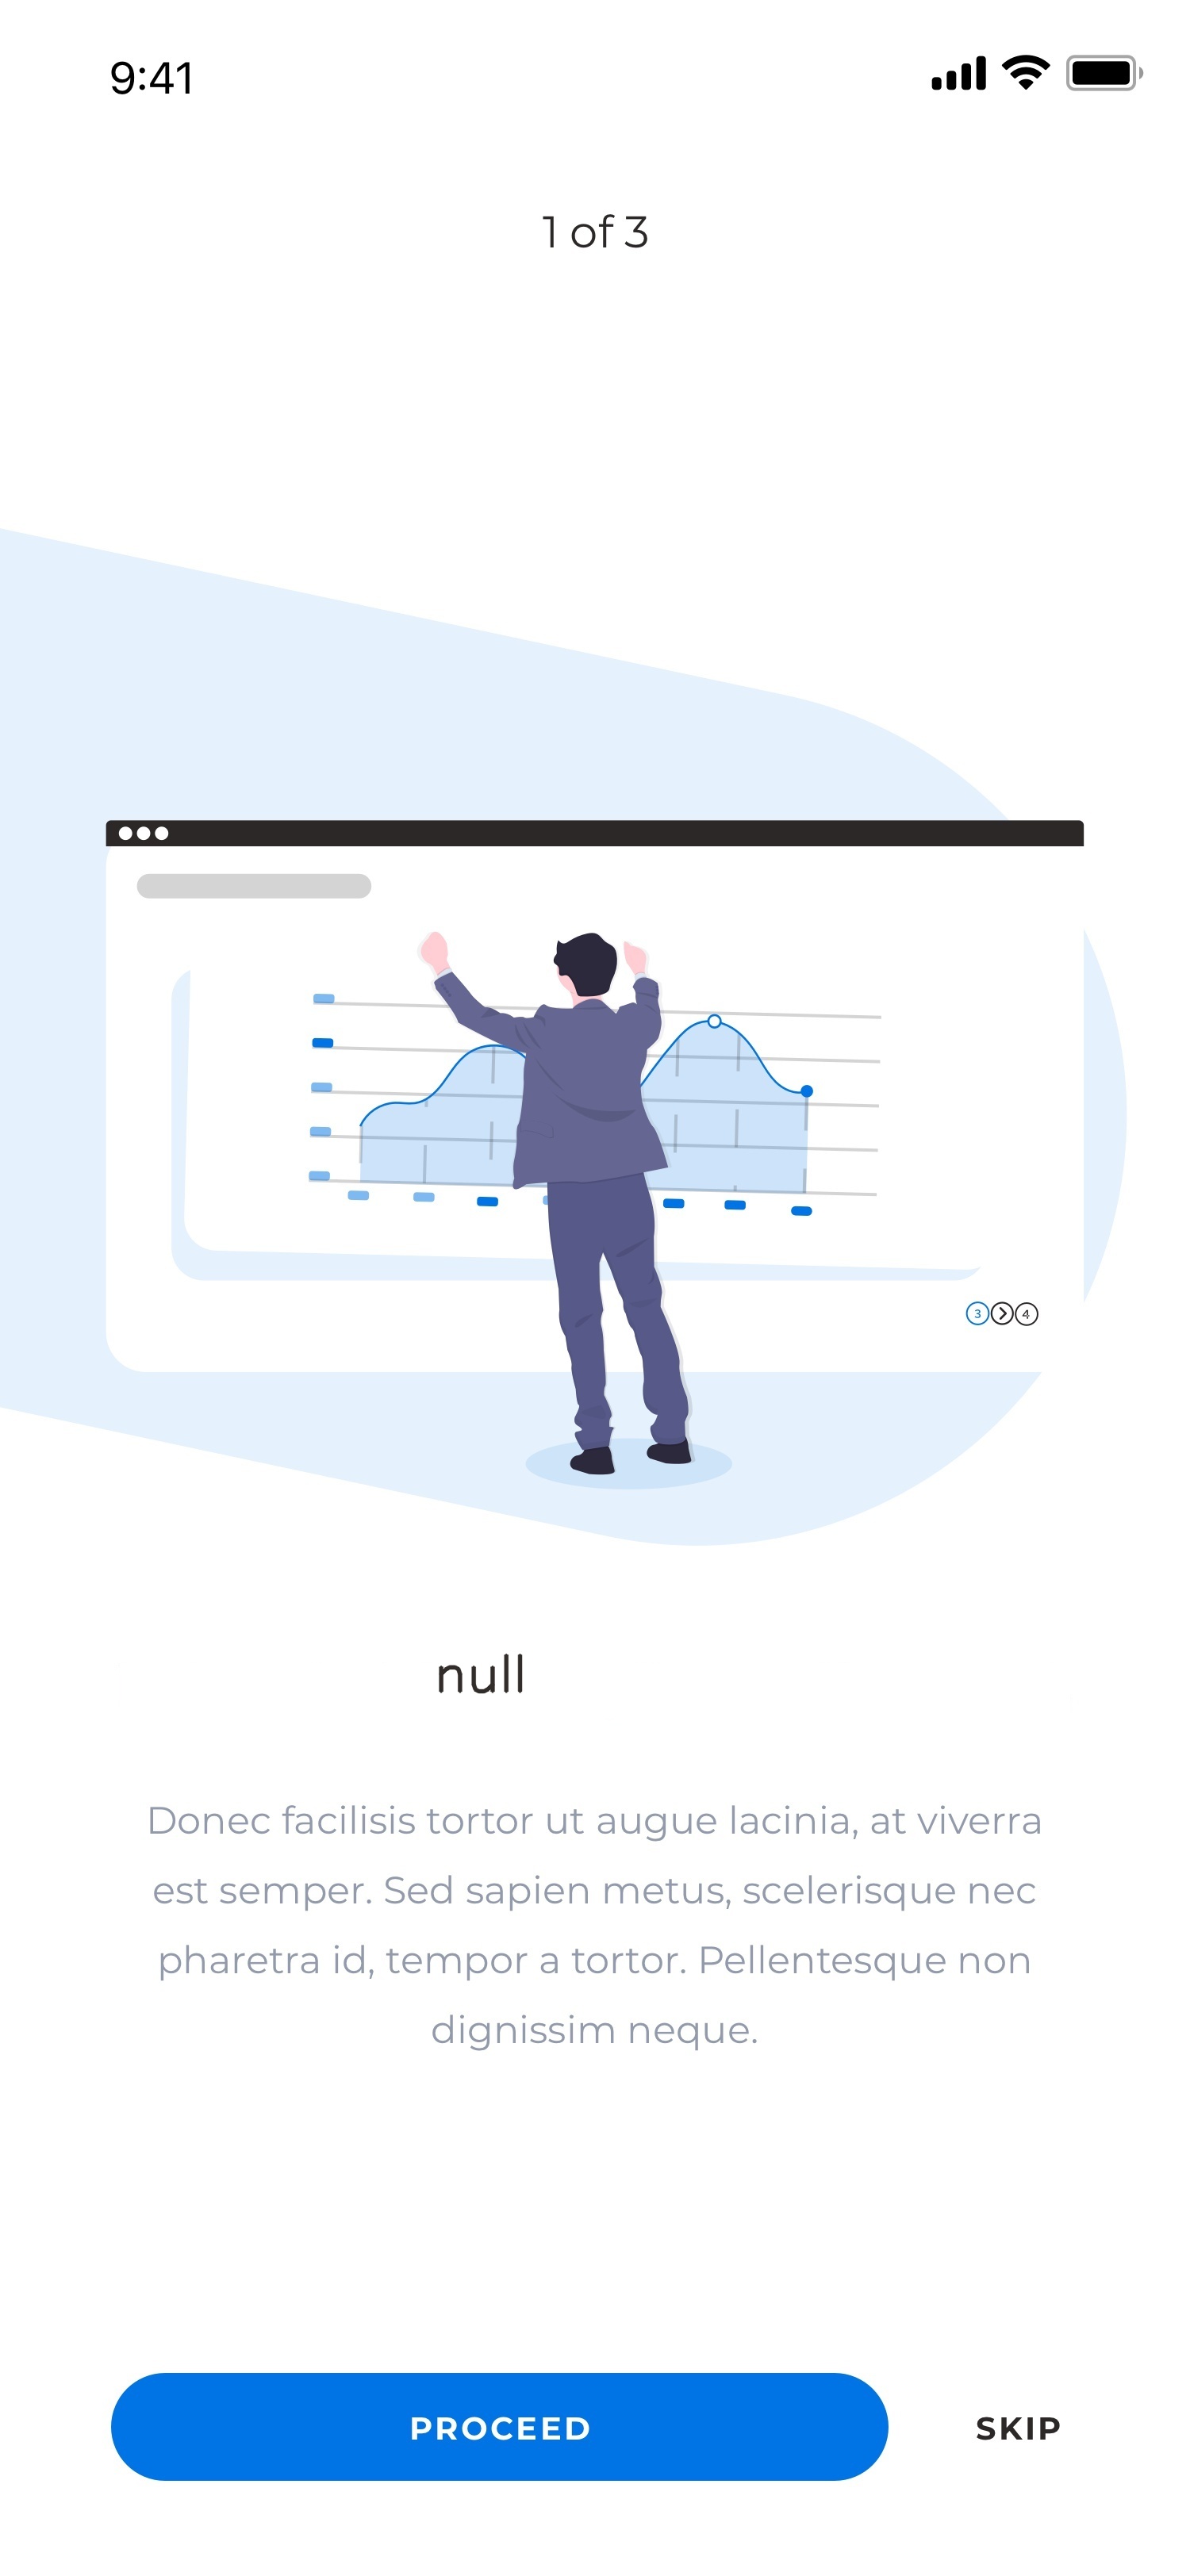 9:41
1 of 3
3 4
null
Donec facilisis tortor ut augue lacinia, at viverra
est semper. Sed sapien metus, scelerisque nec
pharetra id, tempor a tortor. Pellentesque non
dignissim neque.
PROCEED SKIP